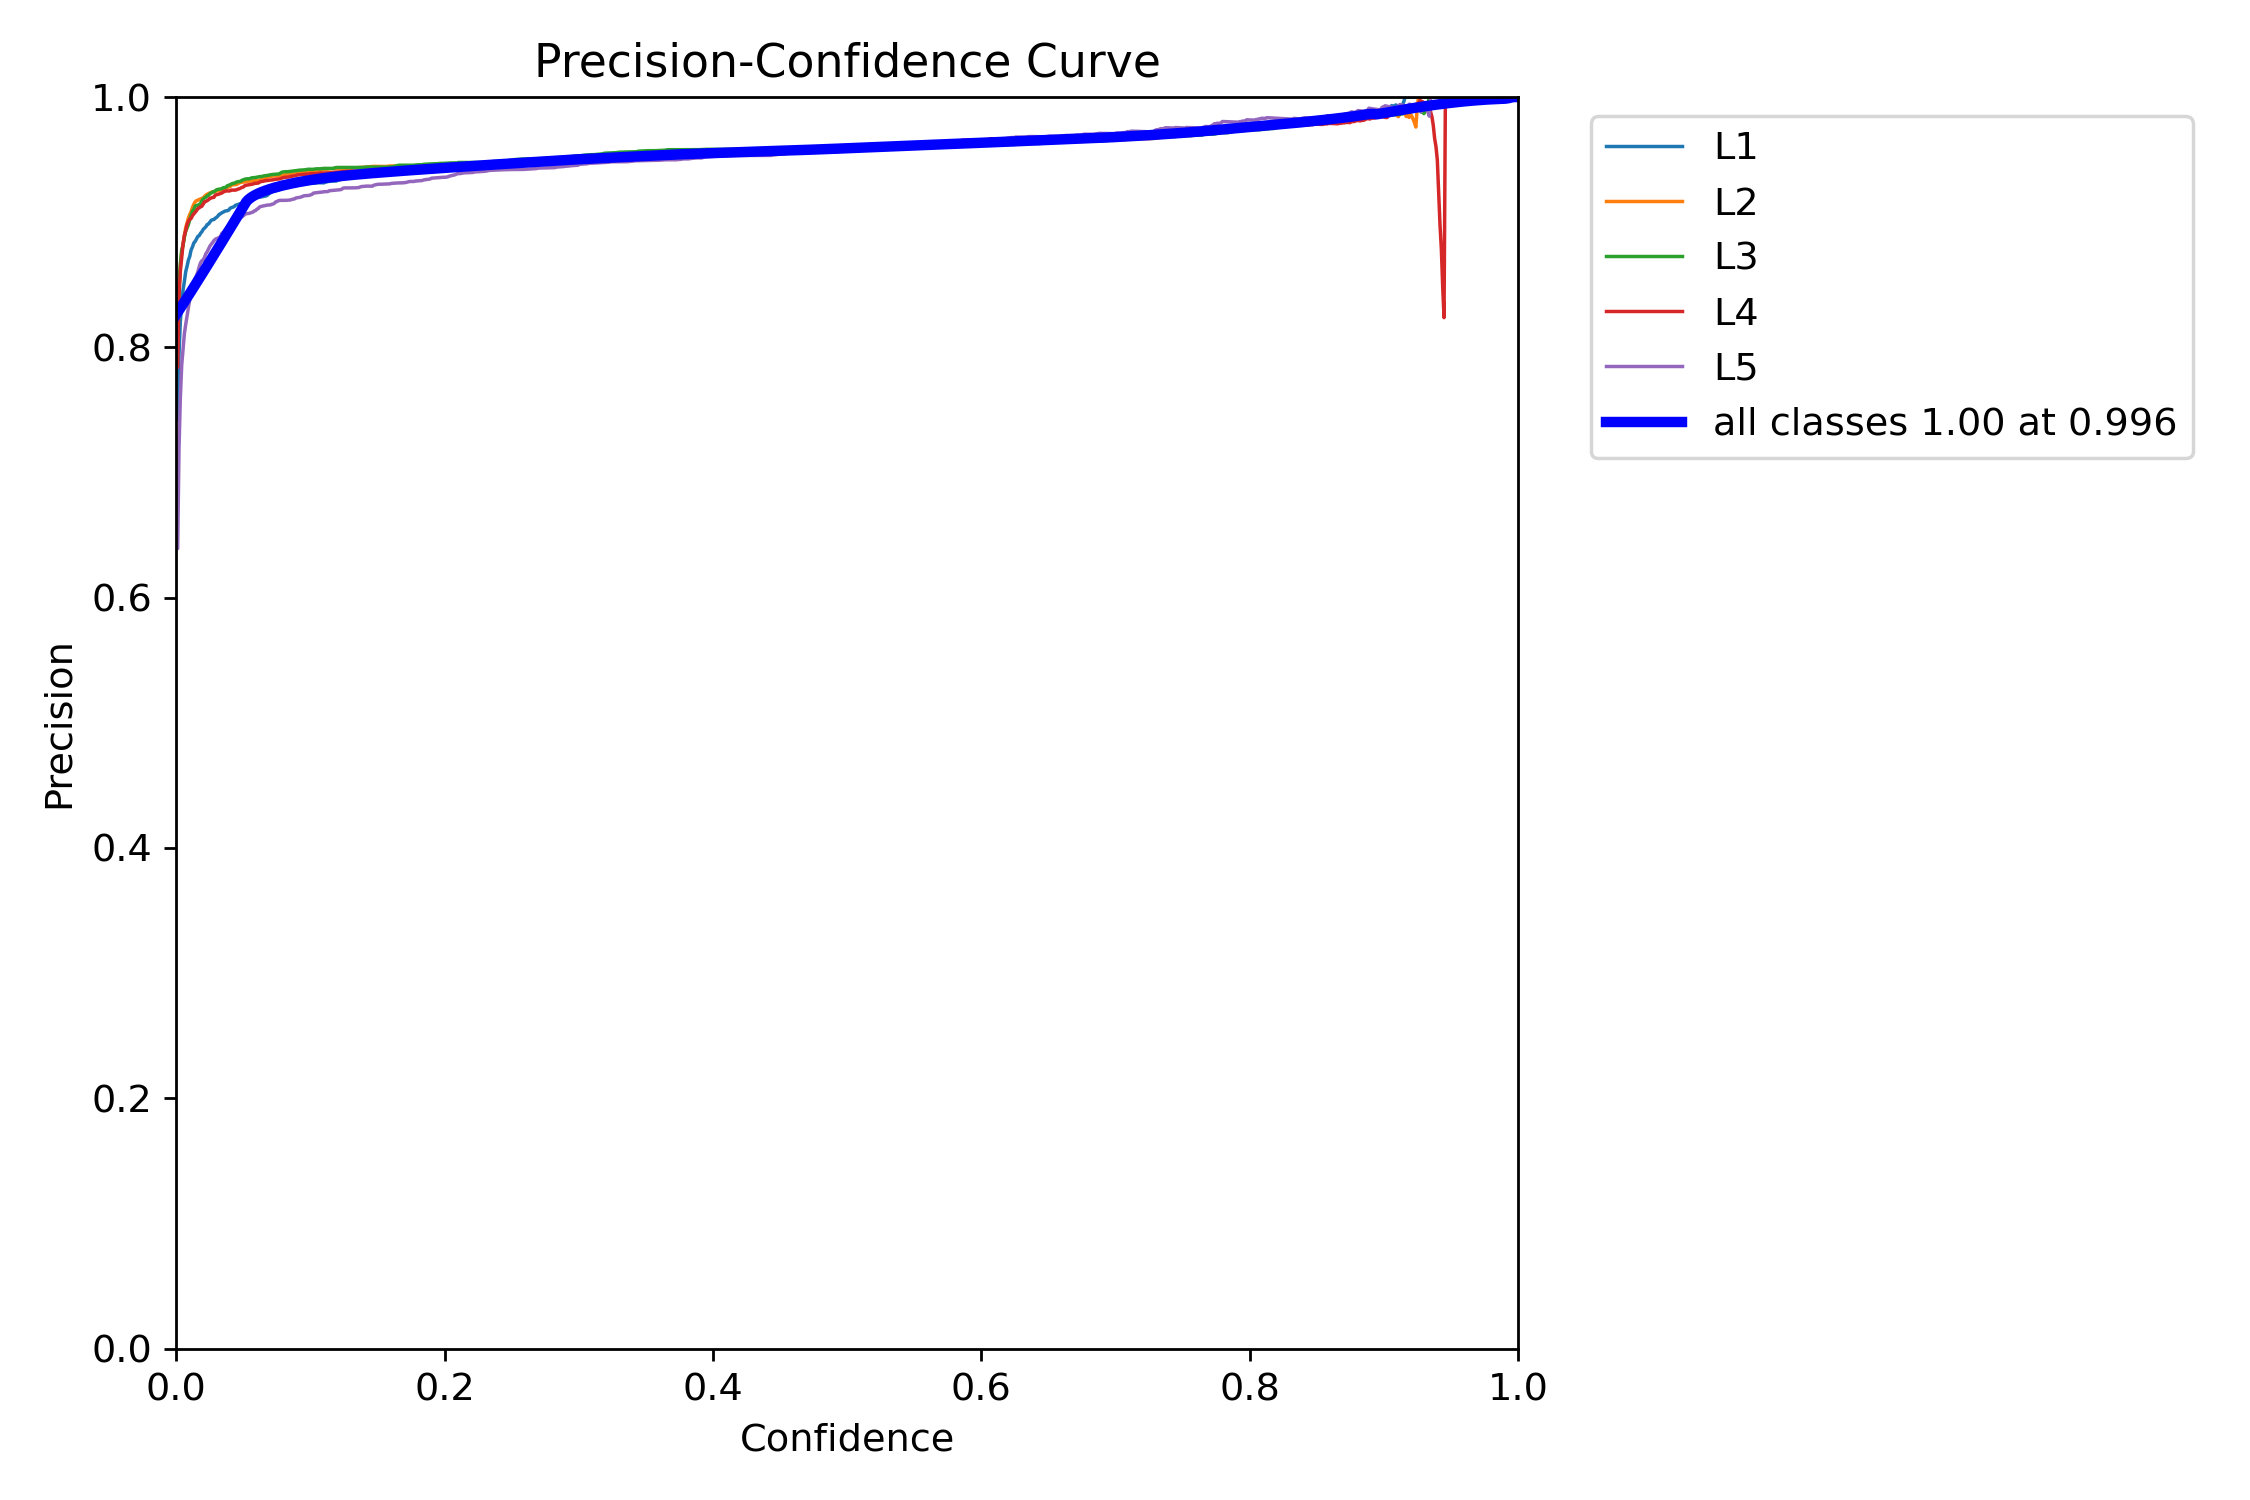 Precision-Confidence Curve
1.0
0.8
0.6
0.4
0.2
0.0
Precision
0.0 0.2 0.4 0.6 0.8 1.0
Confidence
L1
L2
L3
L4
L5
all classes 1.00 at 0.996